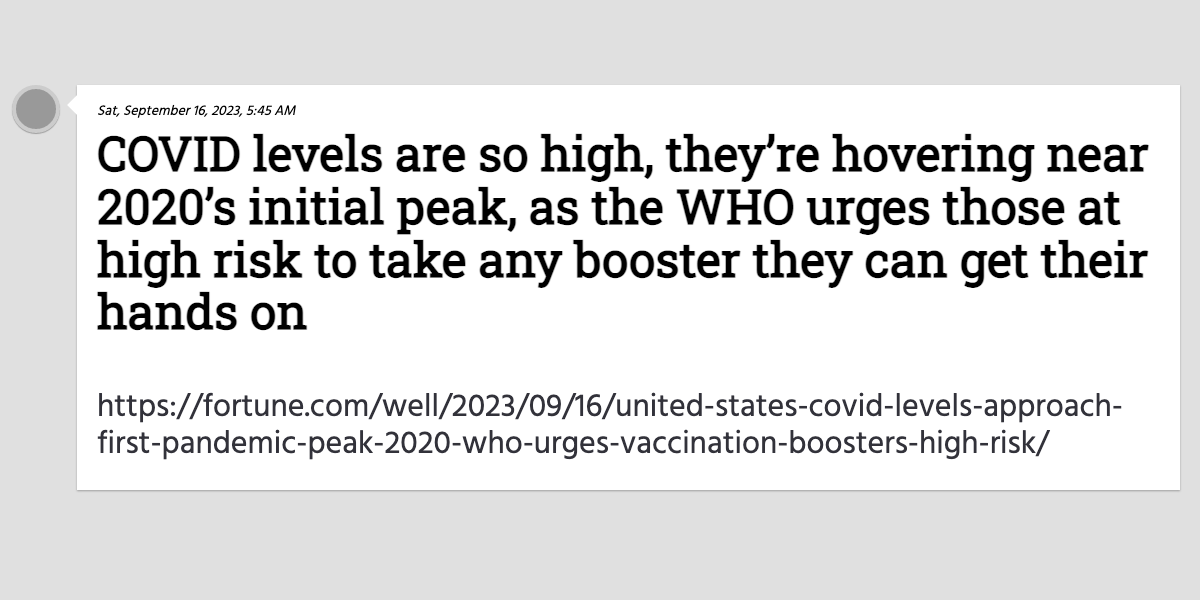 Sat, September 16, 2023, 5:45 AM
COVID levels are so high, they’re hovering near
2020’s initial peak, as the WHO urges those at
high risk to take any booster they can get their
hands on
https://fortune.com/well/2023/09/16/united-states-covid-levels-approach-
first-pandemic-peak-2020-who-urges-vaccination-boosters-high-risk/